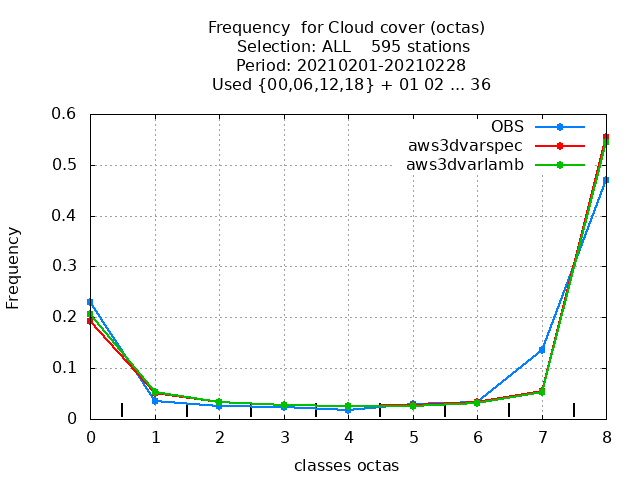 Frequency  for Cloud cover (octas)
Selection: ALL    595 stations
Period: 20210201-20210228
Used {00,06,12,18} + 01 02 ... 36
0.6
0.5
0.4
0.3
0.2
0.1
0
Frequency
OBS
aws3dvarspec
aws3dvarlamb
0 1 2 3 4 5 6 7 8
classes octas